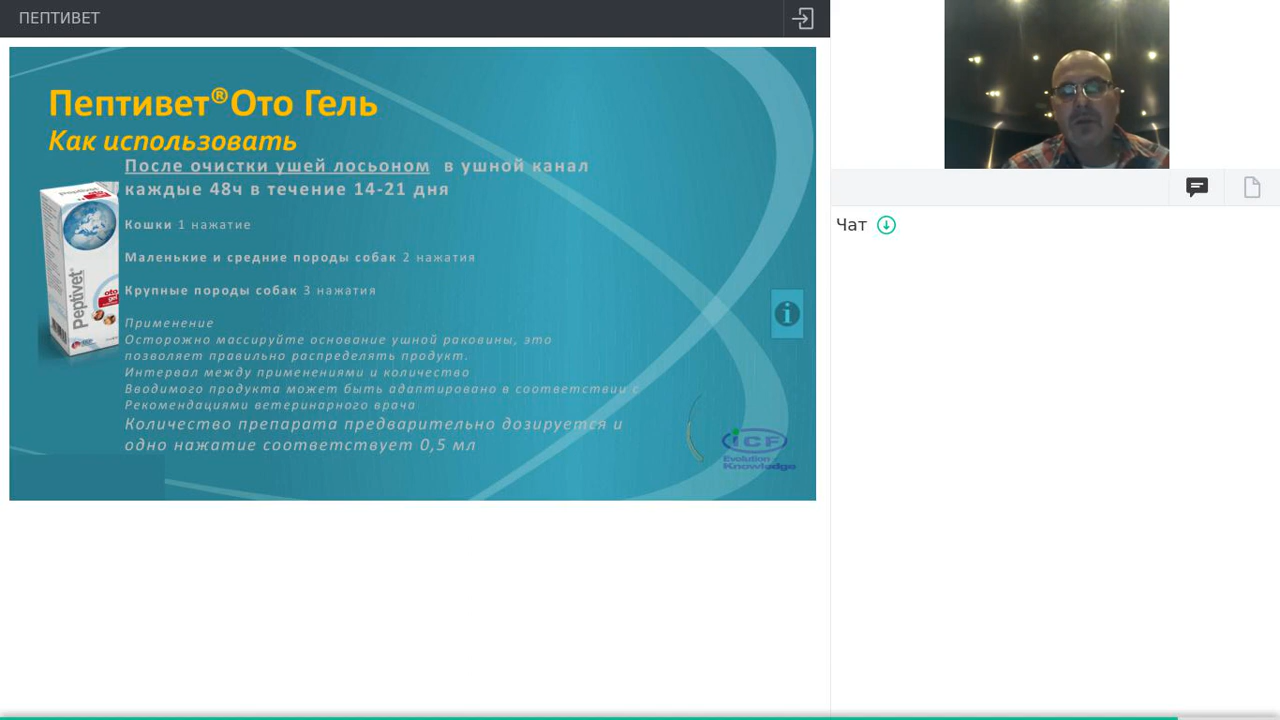 ПЕПТИВЕТ
Пептивет®Ото Гель
Как использовать
После очистки ушей лосьоном в ушной канал
каждые 48ч в течение 14-21 дня
Кошки 1 нажатие
Маленькие и средние породы собак 2 нажатия
Крупные породы собак 3 нажатия
Применение
Осторожно массируйте основание ушной раковины, это
позволяет правильно распределять продукт.
Интервал между применениями и количество
Вводимого продукта может быть адаптировано в соответствии с
Рекомендациями ветеринарного врача
Количество препарата предварительно дозируется и
одно нажатие соответствует 0,5 мл
Peptivet
oto
gel
ICF
Evolution
Knowledge
Чат